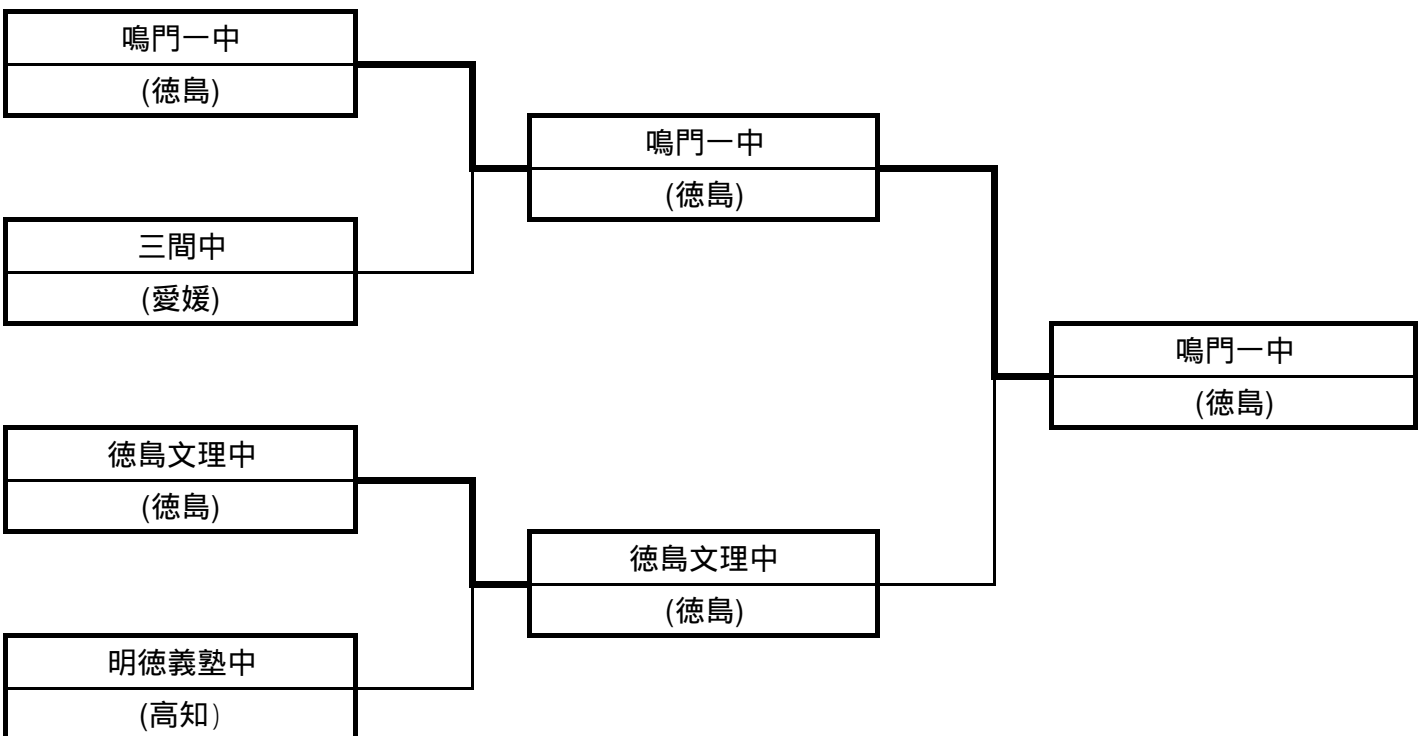 鳴門一中
(徳島)
鳴門一中
(徳島)
三間中
(愛媛)
鳴門一中
(徳島)
徳島文理中
(徳島)
徳島文理中
(徳島)
明徳義塾中
(高知)